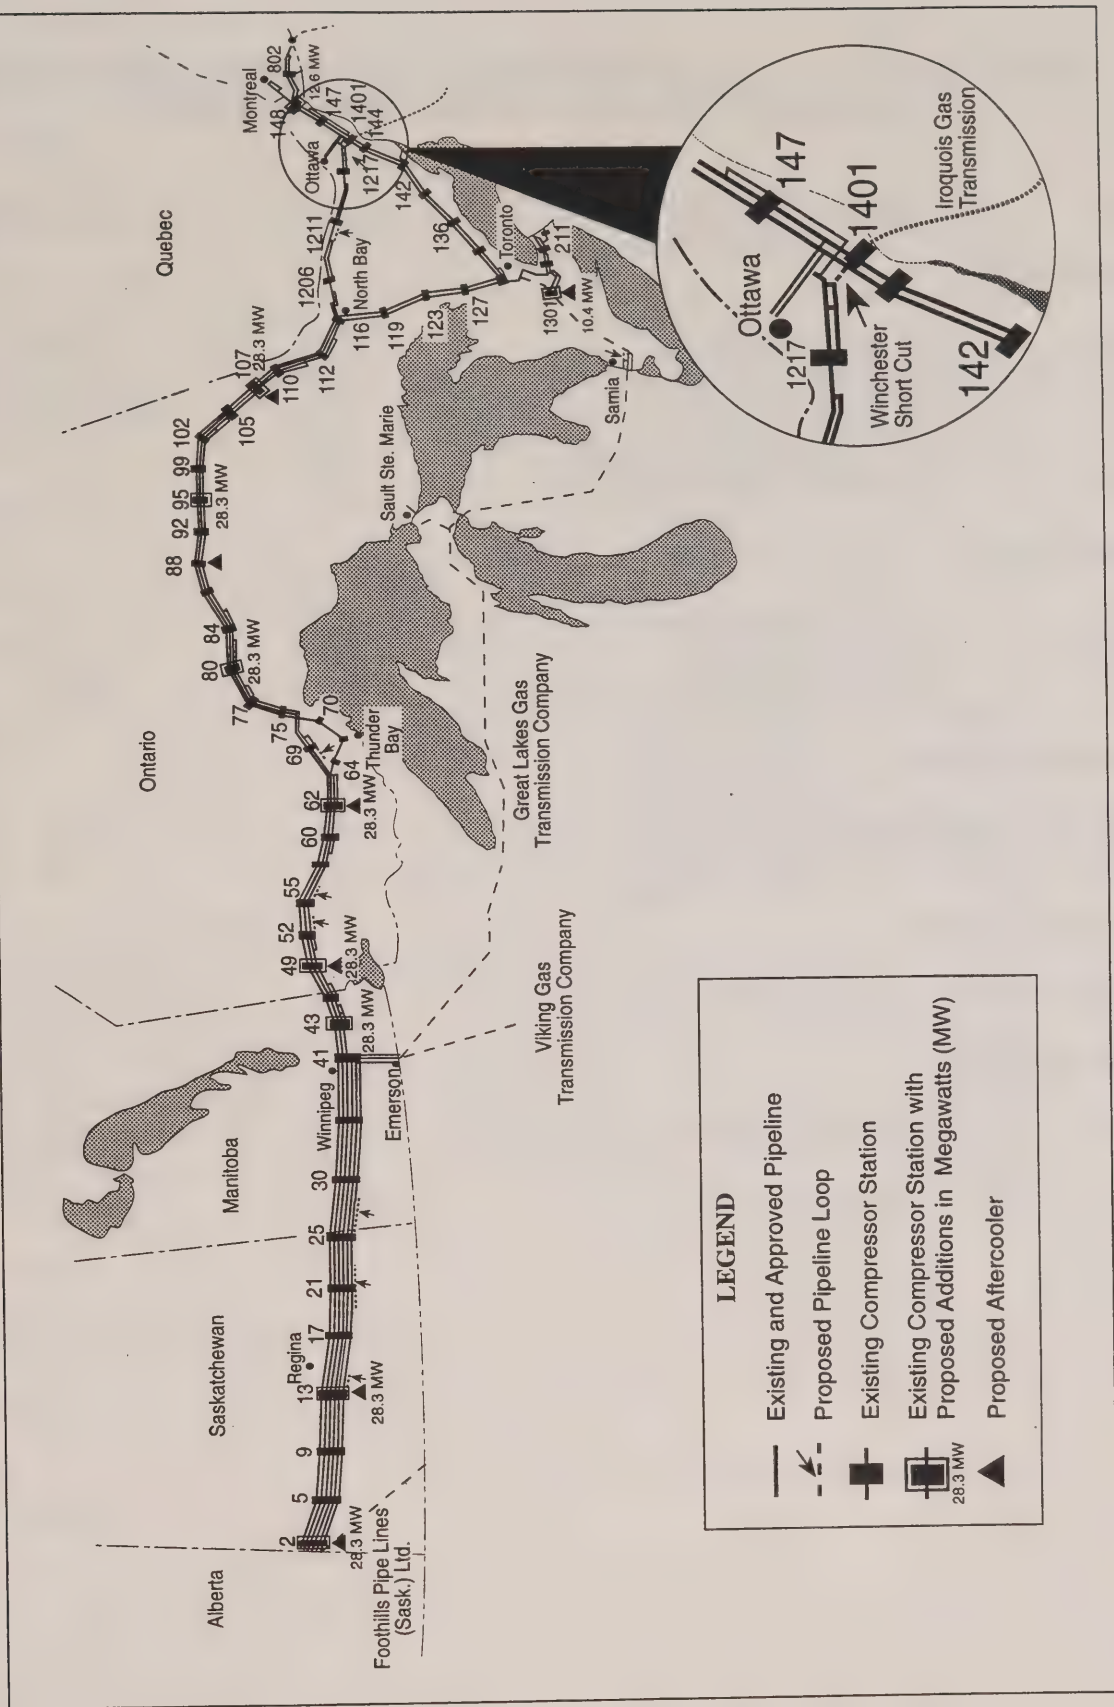 Alberta
Saskatchewan
Manitoba
Ontario
Quebec
Foothills Pipe Lines
(Sask.) Ltd.
2
28.3 MW
5
9
13
28.3 MW
Regina
17
21
25
30
Winnipeg
41
Emerson
43
28.3 MW
49
28.3 MW
52
55
60
62
28.3 MW
64
Thunder
Bay
69
70
75
77
80
28.3 MW
84
88
92
95
28.3 MW
99
102
105
107
28.3 MW
110
112
116
North Bay
119
123
127
Toronto
1301
10.4 MW
211
136
142
1206
1211
1217
Ottawa
144
1401
147
148
12.6 MW
802
Montreal
Sault Ste. Marie
Sarnia
Viking Gas
Transmission Company
Great Lakes Gas
Transmission Company
Ottawa
1217
Winchester
Short Cut
142
147
1401
Iroquois Gas
Transmission
LEGEND
Existing and Approved Pipeline
Proposed Pipeline Loop
Existing Compressor Station
Existing Compressor Station with
Proposed Additions in Megawatts (MW)
28.3 MW
Proposed Aftercooler